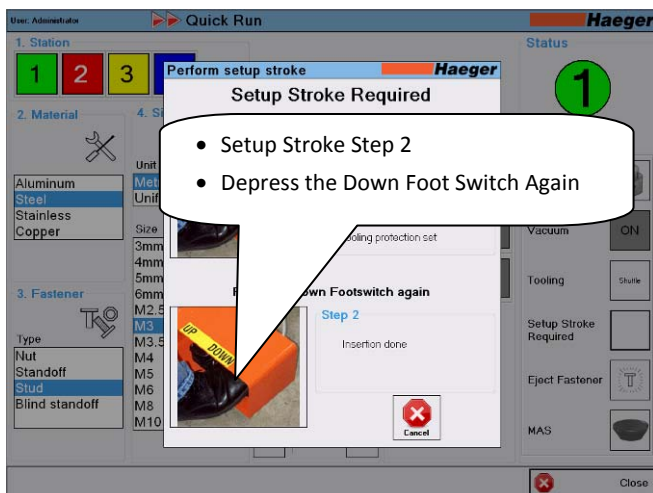 User: Administrator
Quick Run
Haeger
1. Station
1
2
3
Status
1
Perform setup stroke
Haeger
Setup Stroke Required
• Setup Stroke Step 2
• Depress the Down Foot Switch Again
2. Material
Aluminum
Steel
Stainless
Copper
3. Fastener
Type
Nut
Standoff
Stud
Blind standoff
4. Si
Unit
Met
Unif
Size
3mm
4mm
5mm
6mm
M2.5
M3
M3.5
M4
M5
M6
M8
M10
ooling protection set
wn Footswitch again
UP DOWN
Step 2
Insertion done
Cancel
Vacuum
ON
Tooling
Shuttle
Setup Stroke
Required
Eject Fastener
T
MAS
Close